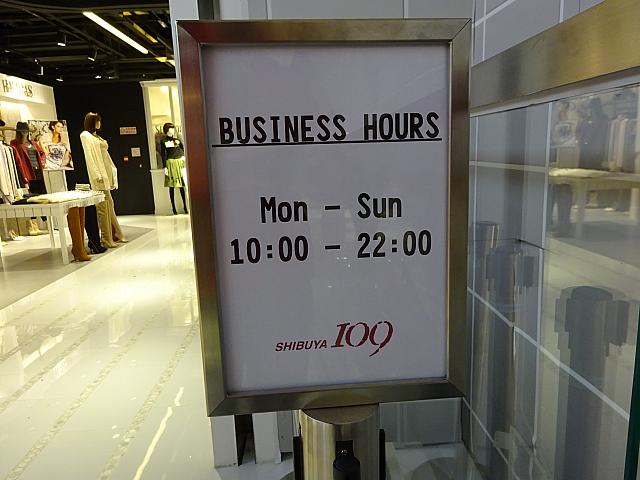 BUSINESS HOURS
Mon - Sun
10:00 - 22:00
SHIBUYA 109